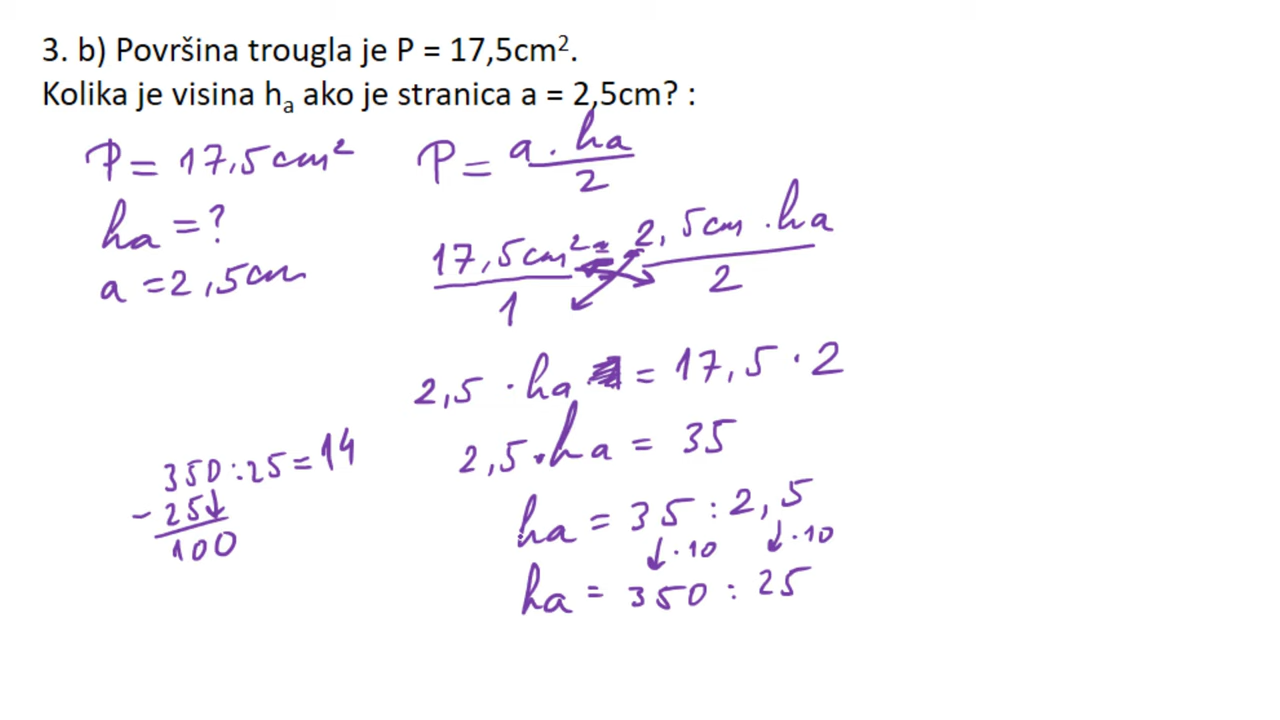 3. b) Površina trougla je P = 17,5cm².
Kolika je visina hₐ ako je stranica a = 2,5cm? :
P = 17,5cm²
ha = ?
a = 2,5cm
P = a · ha / 2
17,5cm² / 1 = 2,5cm · ha / 2
2,5 · ha = 17,5 · 2
2,5 · ha = 35
ha = 35 : 2,5
↓·10 ↓·10
ha = 350 : 25
350 : 25 = 14
- 25↓
100